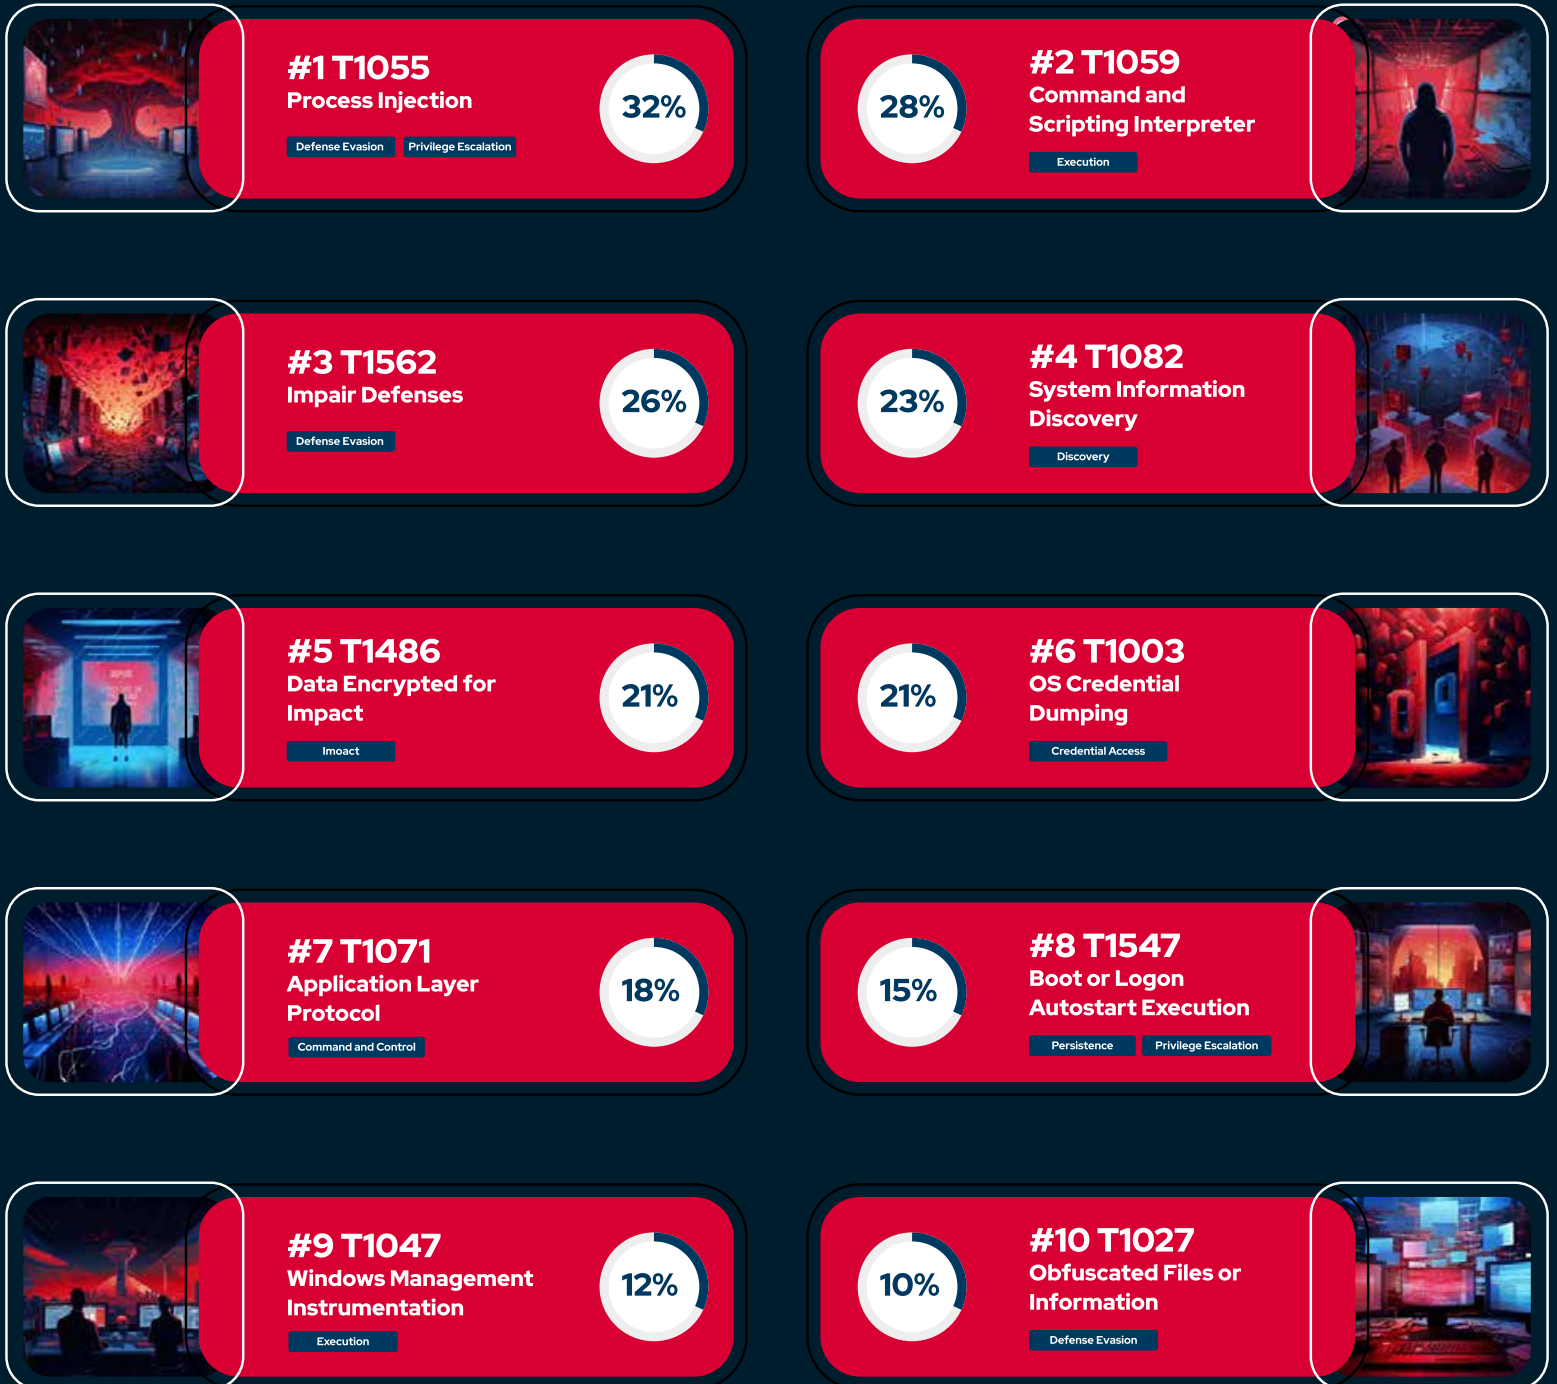 #1 T1055
Process Injection
Defense Evasion
Privilege Escalation
32%
28%
#2 T1059
Command and
Scripting Interpreter
Execution
#3 T1562
Impair Defenses
Defense Evasion
26%
23%
#4 T1082
System Information
Discovery
Discovery
#5 T1486
Data Encrypted for
Impact
Imoact
21%
21%
#6 T1003
OS Credential
Dumping
Credential Access
#7 T1071
Application Layer
Protocol
Command and Control
18%
15%
#8 T1547
Boot or Logon
Autostart Execution
Persistence
Privilege Escalation
#9 T1047
Windows Management
Instrumentation
Execution
12%
10%
#10 T1027
Obfuscated Files or
Information
Defense Evasion